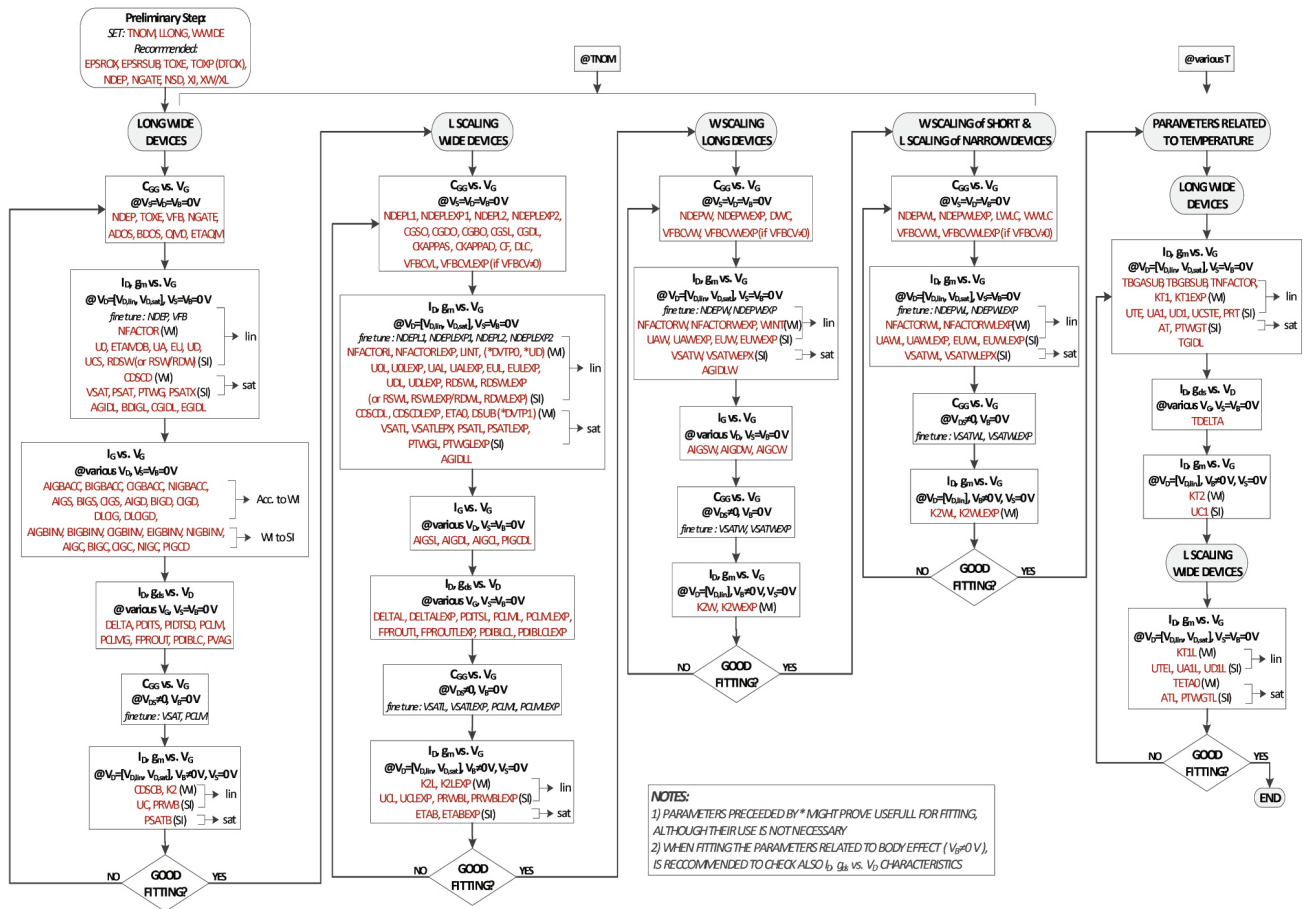 Preliminary Step:
SET: TNOM, LLONG, WWIDE
Recommended:
EPSROX, EPSRSUB, TOXE, TOXP (DTOX),
NDEP, NGATE, NSD, XJ, XW/XL
@TNOM
@various T
LONG WIDE
DEVICES
CGG vs. VG
@VS=VD=VB=0V
NDEP, TOXE, VFB, NGATE,
ADOS, BDOS, QM0, ETAQM
ID, gm vs. VG
@VD=[VD,lin, VD,sat], VS=VB=0 V
fine tune : NDEP, VFB
NFACTOR (WI)
U0, ETAMOB, UA, EU, UD,
UCS, RDSW(or RSW/RDW) (SI)
lin
CDSCD (WI)
VSAT, PSAT, PTWG, PSATX(SI)
sat
AGIDL, BDIGL, CGIDL, EGIDL
IG vs. VG
@various VD, VS=VB=0V
AIGBACC, BIGBACC, CIGBACC, NIGBACC,
AIGS, BIGS, CIGS, AIGD, BIGD, CIGD,
DLCIG, DLCIGD,
Acc. to WI
AIGBINV, BIGBINV, CIGBINV, EIGBINV, NIGBINV,
AIGC, BIGC, CIGC, NIGC, PIGCD
WI to SI
ID, gds vs. VD
@various VG, VS=VB=0V
DELTA, PDITS, PIDTSD, PCLM,
PCLMG, FPROUT, PDIBLC, PVAG
CGG vs. VG
@VDS≠0, VB=0V
fine tune : VSAT, PCLM
ID, gm vs. VG
@VD=[VD,lin, VD,sat], VB≠0V, VS=0V
CDSCB, K2 (WI)
UC, PRWB (SI)
lin
PSATB (SI)
sat
NO
GOOD
FITTING?
YES
L SCALING
WIDE DEVICES
CGG vs. VG
@VS=VD=VB=0V
NDEPL1, NDEPLEXP1, NDEPL2, NDEPLEXP2,
CGSO, CGDO, CGBO, CGSL, CGDL,
CKAPPAS, CKAPPAD, CF, DLC,
VFBCVL, VFBCVLEXP (if VFBCV≠0)
ID, gm vs. VG
@VD=[VD,lin, VD,sat], VS=VB=0V
fine tune : NDEPL1, NDEPLEXP1, NDEPL2, NDEPLEXP2
NFACTORL, NFACTORLEXP, LINT, (*DVTP0, *UD) (WI)
U0L, U0LEXP, UAL, UALEXP, EUL, EULEXP,
UDL, UDLEXP, RDSWL, RDSWLEXP
(or RSWL, RSWLEXP/RDWL, RDWLEXP) (SI)
lin
CDSCDL, CDSCDLEXP, ETA0, DSUB (*DVTP1) (WI)
VSATL, VSATLEPX, PSATL, PSATLEXP,
PTWGL, PTWGLEXP (SI)
sat
AGIDLL
IG vs. VG
@various VD, VS=VB=0V
AIGSL, AIGDL, AIGCL, PIGCDL
ID, gds vs. VD
@various VG, VS=VB=0V
DELTAL, DELTALEXP, PDITSL, PCLML, PCLMLEXP,
FPROUTL, FPROUTLEXP, PDIBLCL, PDIBLCLEXP
CGG vs. VG
@VDS≠0, VB=0V
fine tune : VSATL, VSATLEXP, PCLML, PCLMLEXP
ID, gm vs. VG
@VD=[VD,lin, VD,sat], VB≠0V, VS=0V
K2L, K2LEXP (WI)
UCL, UCLEXP, PRWBL, PRWBLEXP (SI)
lin
ETAB, ETABEXP (SI)
sat
NO
GOOD
FITTING?
YES
W SCALING
LONG DEVICES
CGG vs. VG
@VS=VD=VB=0V
NDEPW, NDEPWEXP, DWC,
VFBCVW, VFBCVWEXP(if VFBCV≠0)
ID, gm vs. VG
@VD=[VD,lin, VD,sat], VS=VB=0V
fine tune : NDEPW, NDEPWEXP
NFACTORW, NFACTORWEXP, WINT(WI)
UAW, UAWEXP, EUW, EUWEXP(SI)
lin
VSATW, VSATWEPX(SI)
sat
AGIDLW
IG vs. VG
@various VD, VS=VB=0V
AIGSW, AIGDW, AIGCW
CGG vs. VG
@VDS≠0, VB=0V
fine tune : VSATW, VSATWEXP
ID, gm vs. VG
@VD=[VD,lin], VB≠0V, VS=0V
K2W, K2WEXP (WI)
NO
GOOD
FITTING?
YES
W SCALING of SHORT &
L SCALING of NARROW DEVICES
CGG vs. VG
@VS=VD=VB=0V
NDEPWL, NDEPWLEXP, LWLC, WWLC
VFBCVWL, VFBCVWLEXP (if VFBCV≠0)
ID, gm vs. VG
@VD=[VD,lin, VD,sat], VS=VB=0V
fine tune : NDEPWL, NDEPWLEXP
NFACTORWL, NFACTORWLEXP(WI)
UAWL, UAWLEXP, EUWL, EUWLEXP(SI)
lin
VSATWL, VSATWLEPX(SI)
sat
CGG vs. VG
@VDS≠0, VB=0V
fine tune : VSATWL, VSATWLEXP
ID, gm vs. VG
@VD=[VD,lin], VB≠0V, VS=0V
K2WL, K2WLEXP (WI)
NO
GOOD
FITTING?
YES
PARAMETERS RELATED
TO TEMPERATURE
LONG WIDE
DEVICES
ID, gm vs. VG
@VD=[VD,lin, VD,sat], VS=VB=0V
TBGASUB, TBGBSUB, TNFACTOR,
KT1, KT1EXP (WI)
UTE, UA1, UD1, UCSTE, PRT (SI)
lin
AT, PTWGT (SI)
sat
TGIDL
ID, gds vs. VD
@various VG, VS=VB=0V
TDELTA
ID, gm vs. VG
@VD=[VD,lin], VB≠0V, VS=0V
KT2 (WI)
UC1 (SI)
L SCALING
WIDE DEVICES
ID, gm vs. VG
@VD=[VD,lin, VD,sat], VS=VB=0V
KT1L (WI)
UTEL, UA1L, UD1L (SI)
lin
TETA0 (WI)
ATL, PTWGTL (SI)
sat
NO
GOOD
FITTING?
YES
END
NOTES:
1) PARAMETERS PRECEEDED BY * MIGHT PROVE USEFULL FOR FITTING,
ALTHOUGH THEIR USE IS NOT NECESSARY
2) WHEN FITTING THE PARAMETERS RELATED TO BODY EFFECT ( VB≠0 V ),
IS RECCOMMENDED TO CHECK ALSO ID, gds vs. VD CHARACTERISTICS